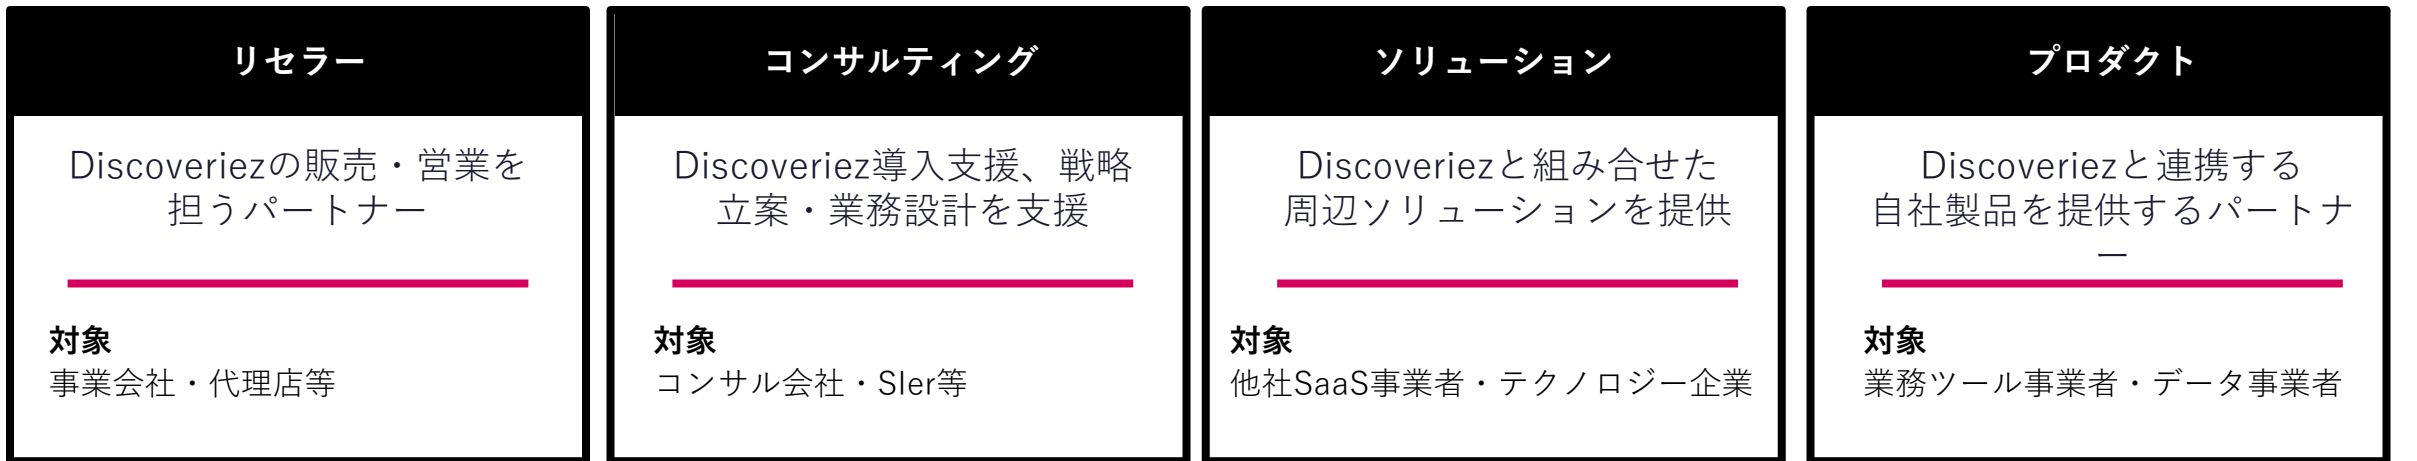 リセラー
Discoveriezの販売・営業を
担うパートナー
対象
事業会社・代理店等
コンサルティング
Discoveriez導入支援、戦略
立案・業務設計を支援
対象
コンサル会社・SIer等
ソリューション
Discoveriezと組み合せた
周辺ソリューションを提供
対象
他社SaaS事業者・テクノロジー企業
プロダクト
Discoveriezと連携する
自社製品を提供するパートナ
ー
対象
業務ツール事業者・データ事業者